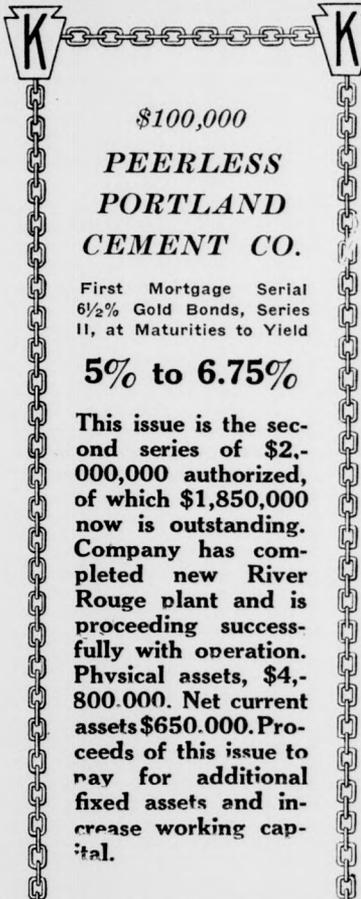 K K
$100,000
PEERLESS
PORTLAND
CEMENT CO.
First Mortgage Serial
6½% Gold Bonds, Series
II, at Maturities to Yield
5% to 6.75%
This issue is the sec-
ond series of $2,-
000,000 authorized,
of which $1,850,000
now is outstanding.
Company has com-
pleted new River
Rouge plant and is
proceeding success-
fully with operation.
Physical assets, $4,-
800.000. Net current
assets $650.000. Pro-
ceeds of this issue to
pay for additional
fixed assets and in-
crease working cap-
ital.